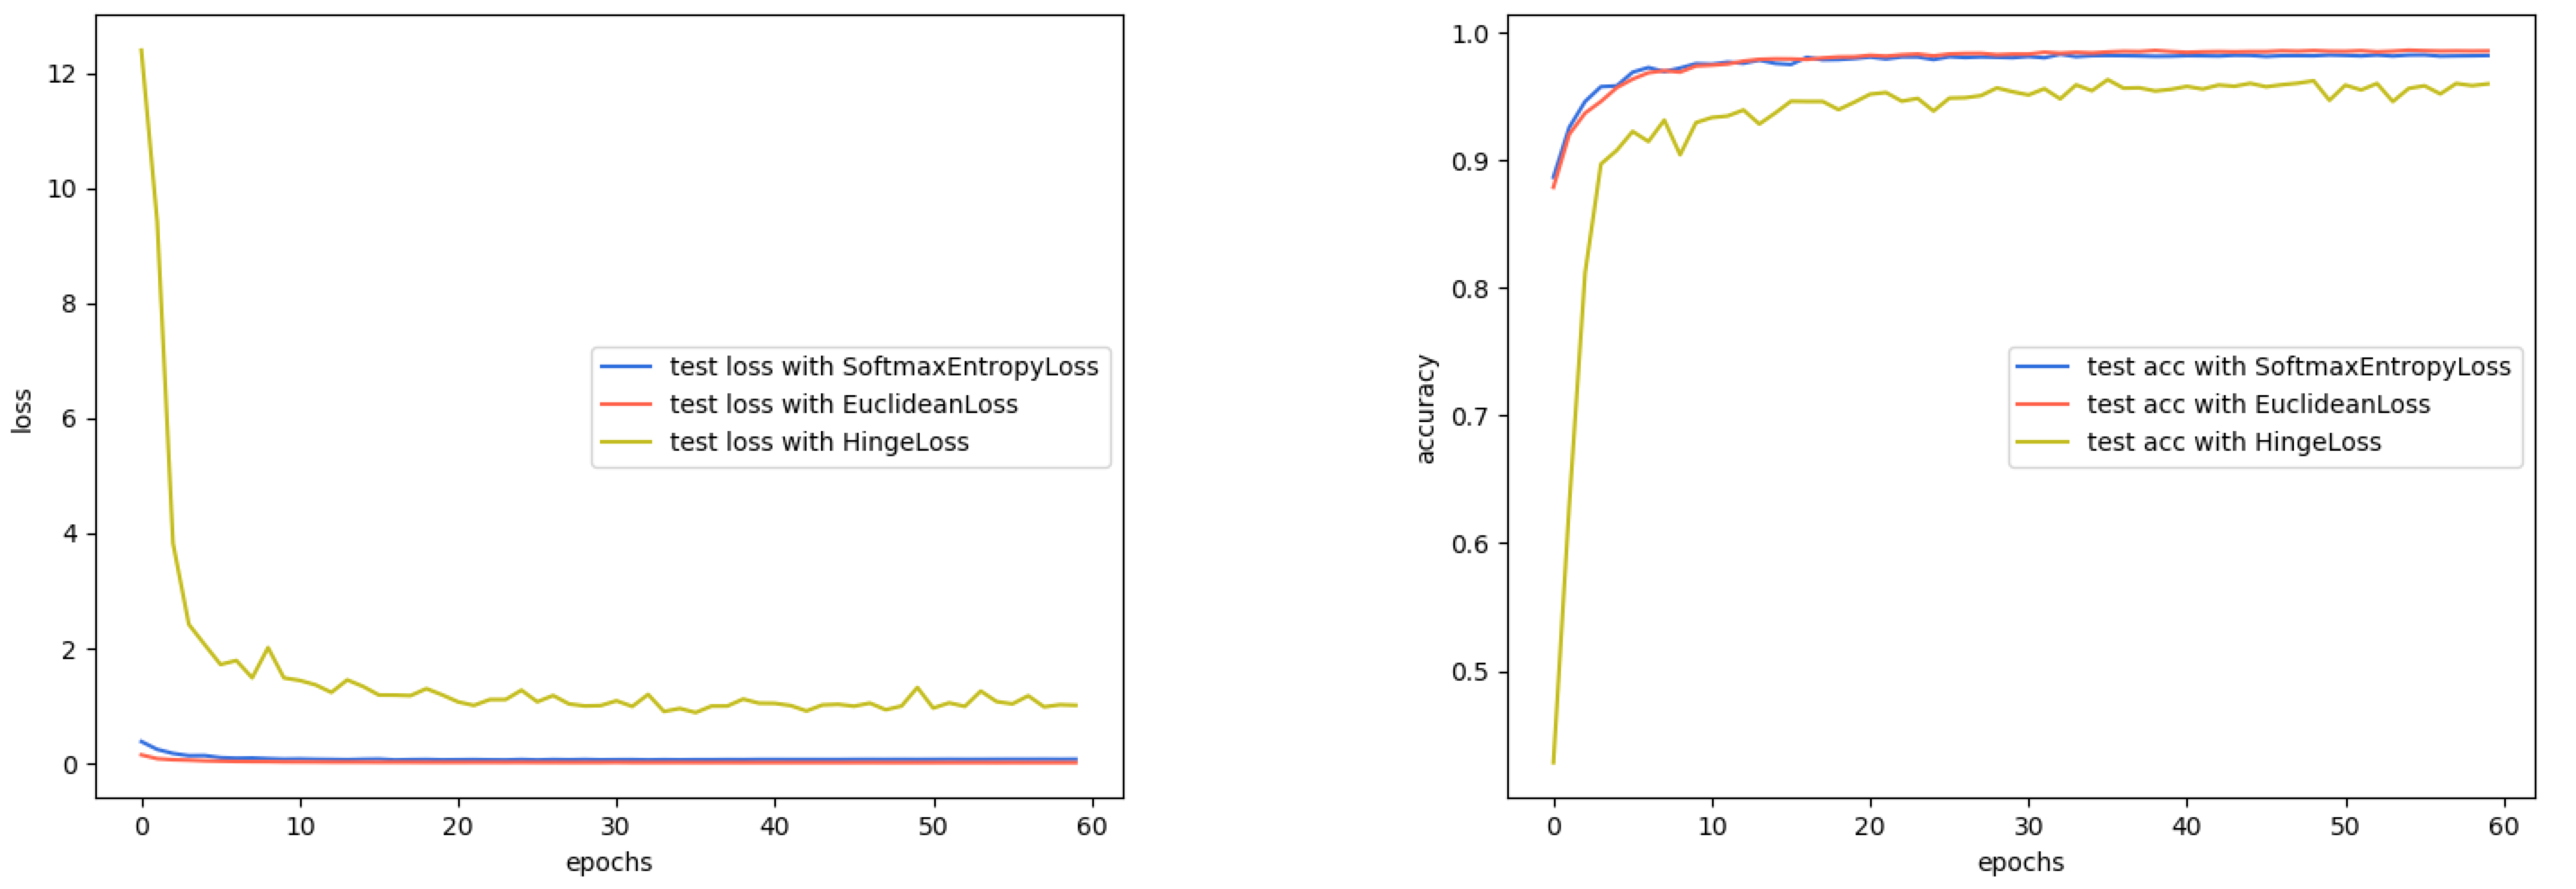 12
10
8
6
4
2
0
loss
test loss with SoftmaxEntropyLoss
test loss with EuclideanLoss
test loss with HingeLoss
0 10 20 30 40 50 60
epochs
1.0
0.9
0.8
0.7
0.6
0.5
accuracy
test acc with SoftmaxEntropyLoss
test acc with EuclideanLoss
test acc with HingeLoss
0 10 20 30 40 50 60
epochs